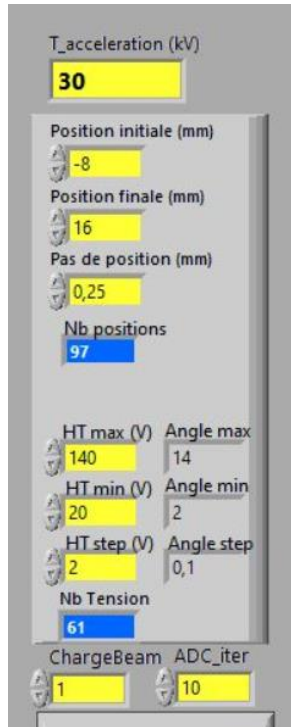 T_acceleration (kV)
30
Position initiale (mm)
-8
Position finale (mm)
16
Pas de position (mm)
0,25
Nb positions
97
HT max (V) Angle max
140 14
HT min (V) Angle min
20 2
HT step (V) Angle step
2 0,1
Nb Tension
61
ChargeBeam ADC_iter
1 10